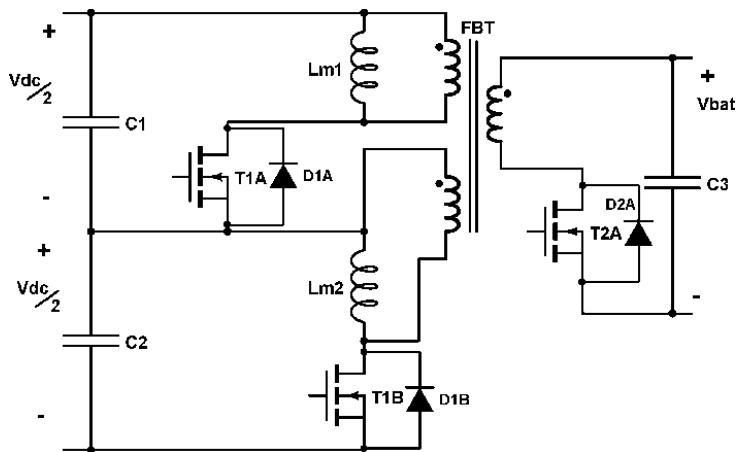 +
FBT
Lm1
Vdc/2
+
Vbat
C1
T1A
D1A
C3
-
D2A
T2A
+
Vdc/2
Lm2
-
C2
T1B
D1B
-